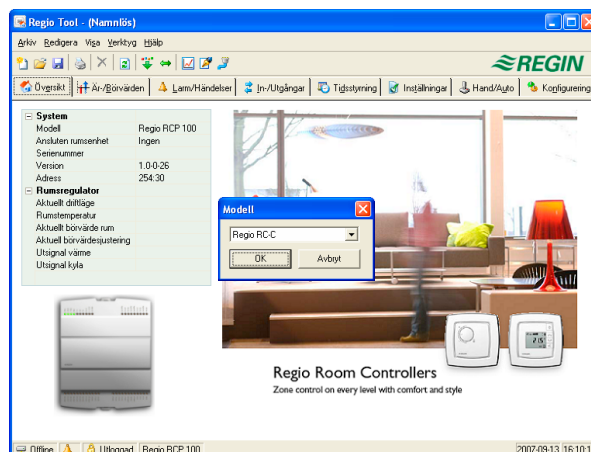 Regio Tool - (Namnlös)
Arkiv Redigera Visa Verktyg Hjälp
REGIN
Översikt Är-/Börvärden Larm/Händelser In-/Utgångar Tidsstyrning Inställningar Hand/Auto Konfigurering
System
Modell Regio RCP 100
Ansluten rumsenhet Ingen
Serienummer
Version 1.0-0-26
Adress 254:30
Rumsregulator
Aktuellt driftläge
Rumstemperatur
Aktuellt börvärde rum
Aktuell börvärdesjustering
Utsignal värme
Utsignal kyla
Modell
Regio RC-C
OK Avbryt
Regio Room Controllers
Zone control on every level with comfort and style
Offline Utloggad Regio RCP 100 2007-09-13 16:10:1